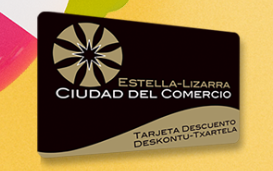 ESTELLA-LIZARRA
CIUDAD DEL COMERCIO
TARJETA DESCUENTO
DESKONTU-TXARTELA